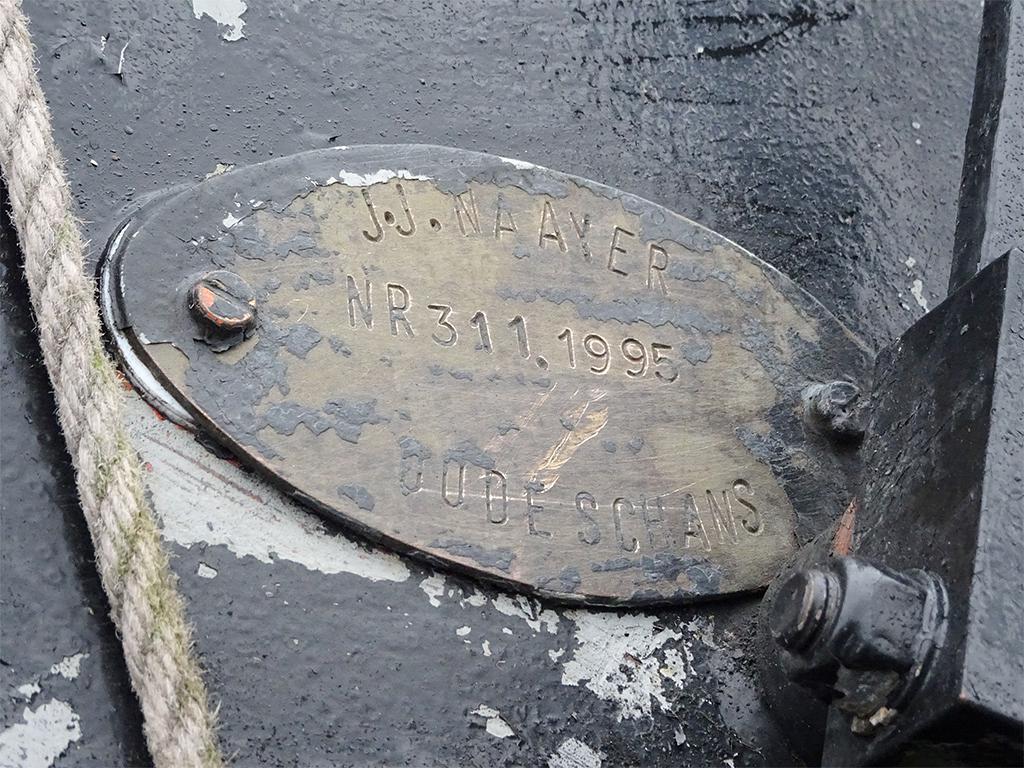 J.J. NAAYER
NR 311.1995
OUDE SCHANS